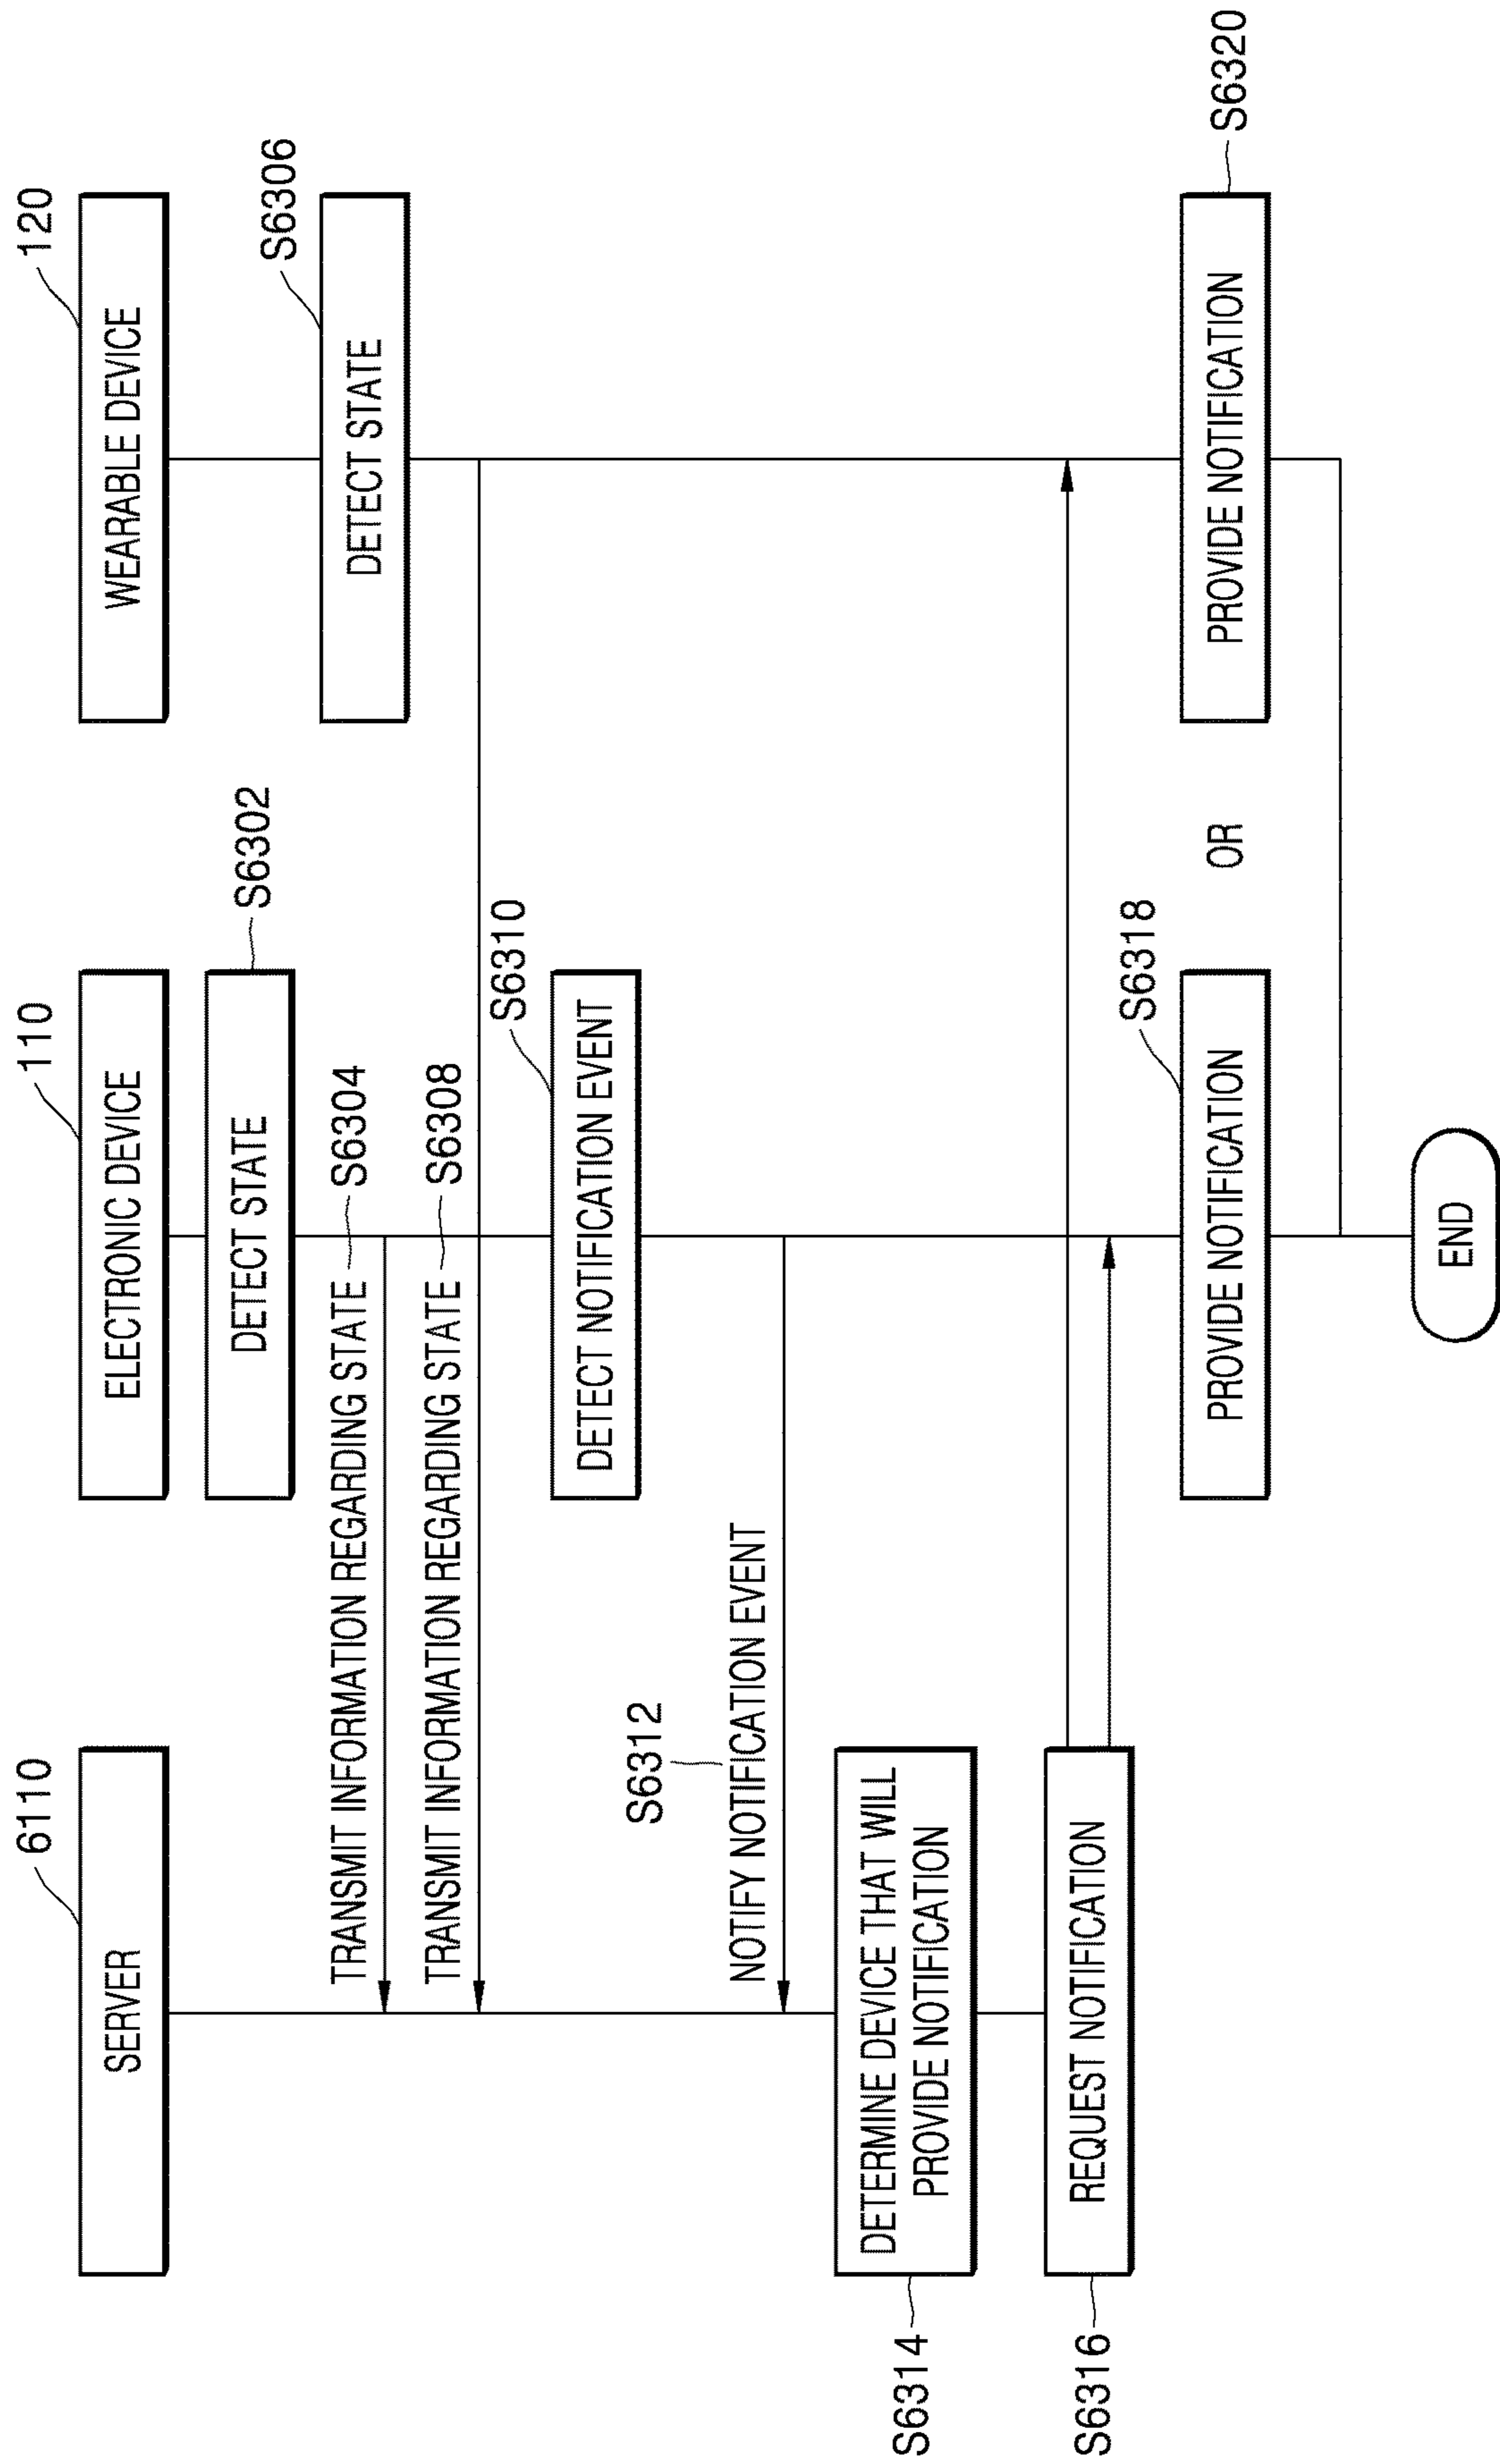 6110
110
120
SERVER
ELECTRONIC DEVICE
WEARABLE DEVICE
DETECT STATE
S6302
TRANSMIT INFORMATION REGARDING STATE
S6304
DETECT STATE
S6306
TRANSMIT INFORMATION REGARDING STATE
S6308
DETECT NOTIFICATION EVENT
S6310
S6312
NOTIFY NOTIFICATION EVENT
S6314
DETERMINE DEVICE THAT WILL
PROVIDE NOTIFICATION
S6316
REQUEST NOTIFICATION
S6318
PROVIDE NOTIFICATION
OR
PROVIDE NOTIFICATION
S6320
END